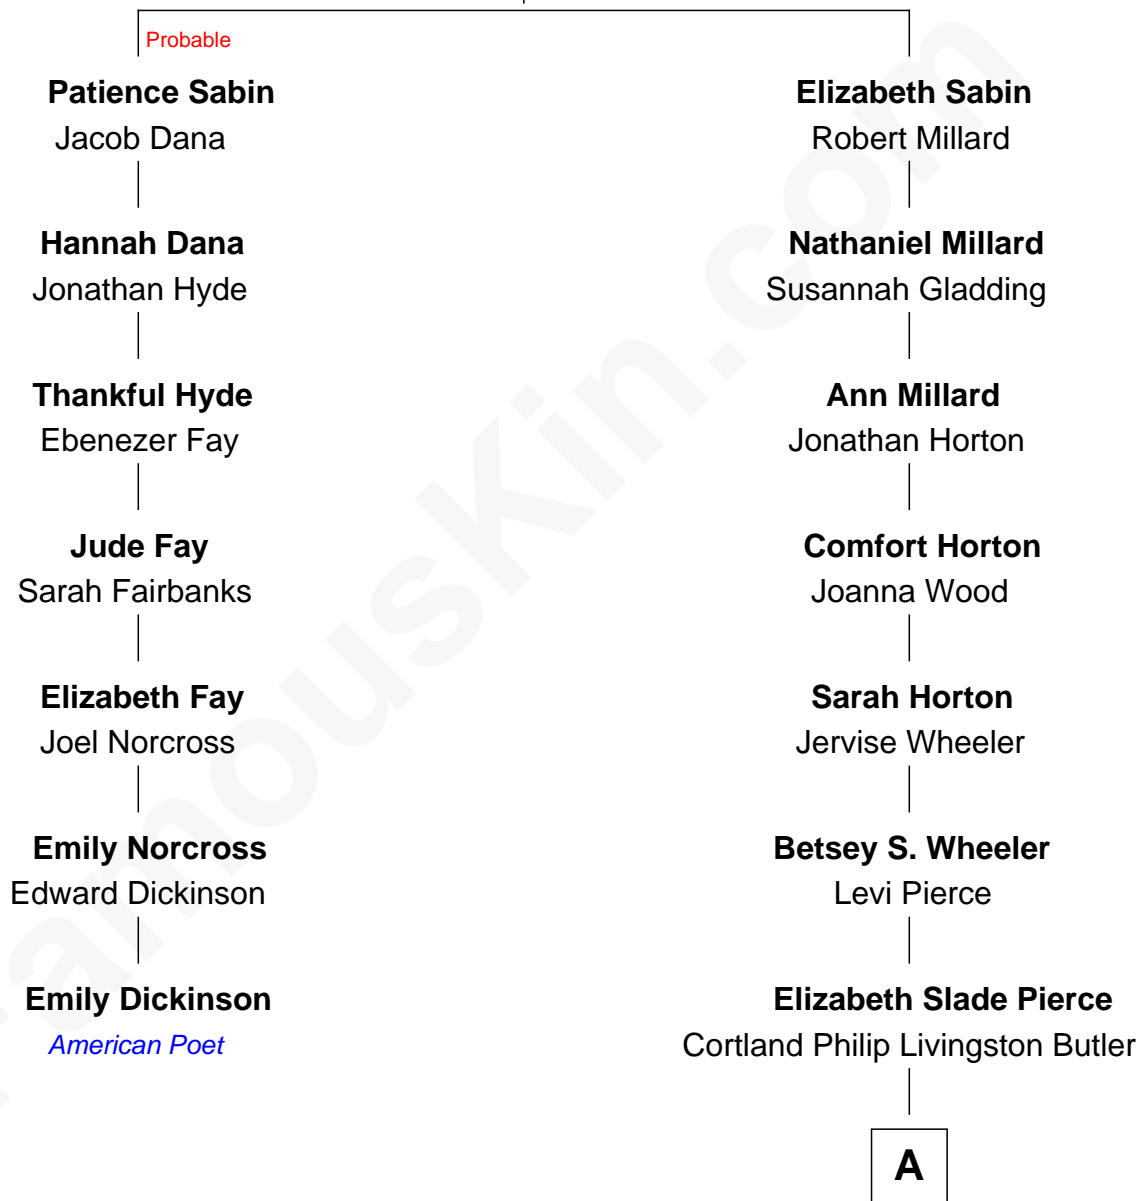 Probable
Patience Sabin
Jacob Dana
Hannah Dana
Jonathan Hyde
Thankful Hyde
Ebenezer Fay
Jude Fay
Sarah Fairbanks
Elizabeth Fay
Joel Norcross
Emily Norcross
Edward Dickinson
Emily Dickinson
American Poet
Elizabeth Sabin
Robert Millard
Nathaniel Millard
Susannah Gladding
Ann Millard
Jonathan Horton
Comfort Horton
Joanna Wood
Sarah Horton
Jervise Wheeler
Betsey S. Wheeler
Levi Pierce
Elizabeth Slade Pierce
Cortland Philip Livingston Butler
A
FamousKin.com